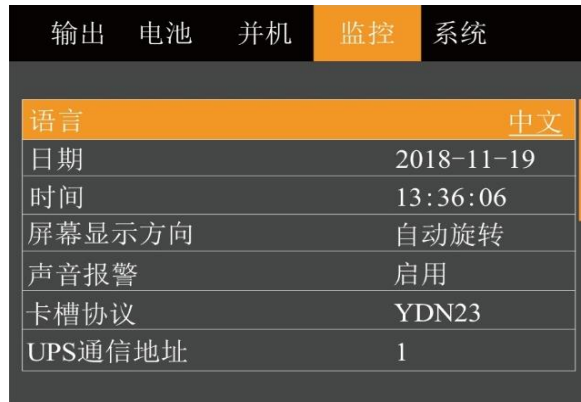 输出 电池 并机 监控 系统
语言 中文
日期 2018-11-19
时间 13:36:06
屏幕显示方向 自动旋转
声音报警 启用
卡槽协议 YDN23
UPS通信地址 1